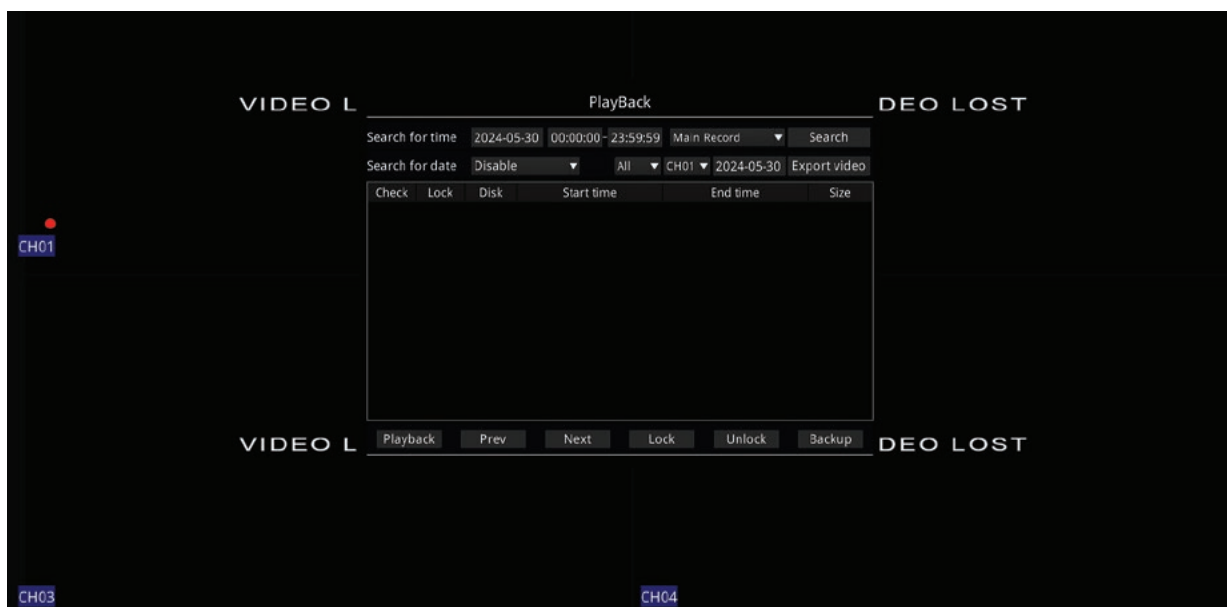 VIDEO L
PlayBack
DEO LOST
Search for time 2024-05-30 00:00:00 - 23:59:59 Main Record Search
Search for date Disable All CH01 2024-05-30 Export video
Check Lock Disk Start time End time Size
CH01
VIDEO L
Playback Prev Next Lock Unlock Backup
DEO LOST
CH03
CH04